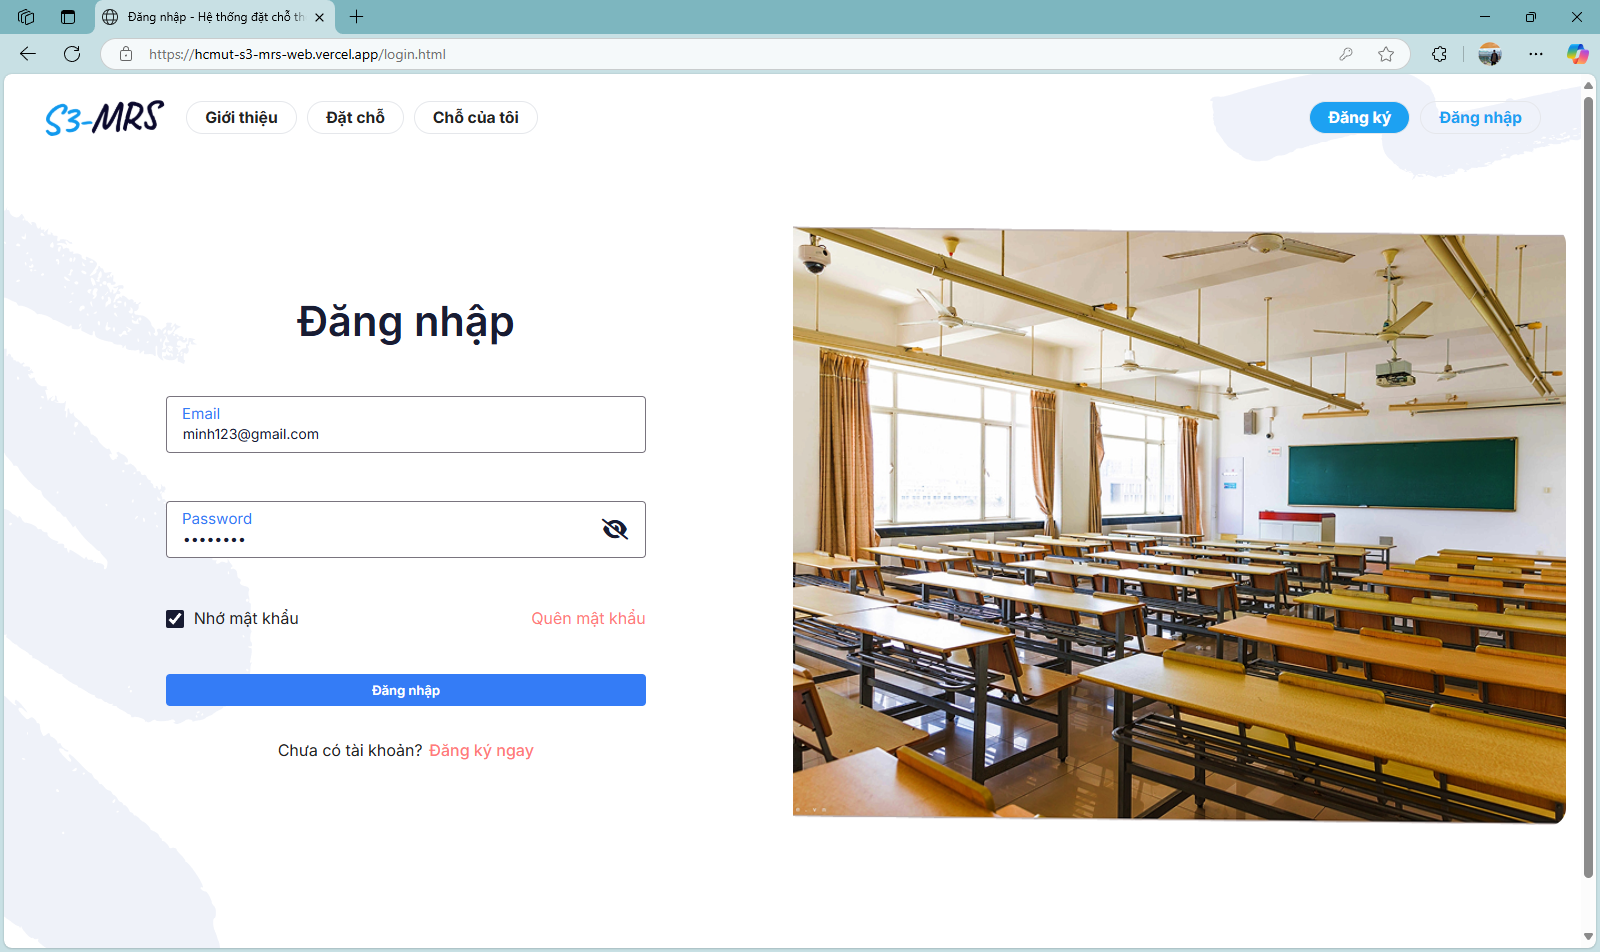 Đăng nhập - Hệ thống đặt chỗ th
https://hcmut-s3-mrs-web.vercel.app/login.html
S3-MRS
Giới thiệu
Đặt chỗ
Chỗ của tôi
Đăng ký
Đăng nhập
Đăng nhập
Email
minh123@gmail.com
Password
••••••••
Nhớ mật khẩu
Quên mật khẩu
Đăng nhập
Chưa có tài khoản? Đăng ký ngay